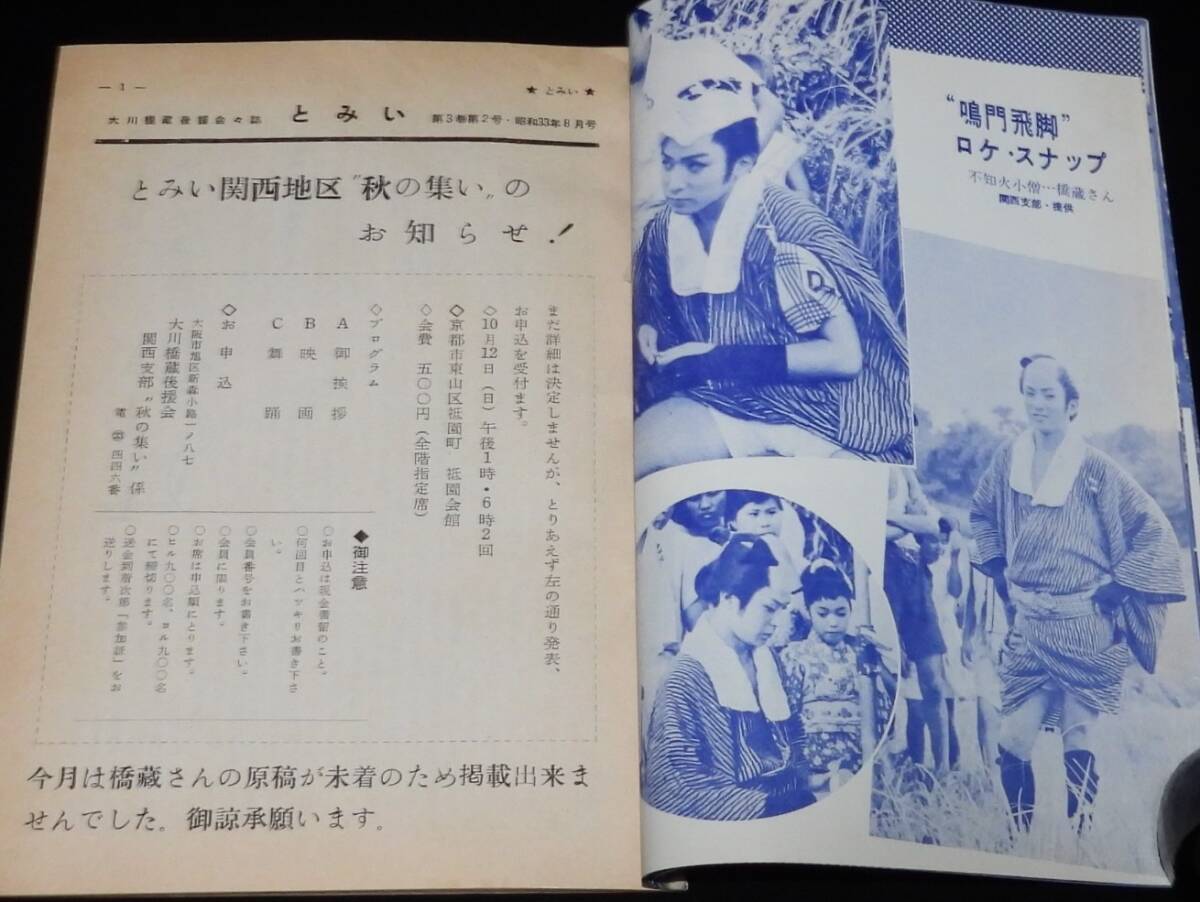 — 1 —
★ とみい ★
大川橋蔵後援会々誌 とみい 第3巻第2号・昭和33年8月号
とみい関西地区“秋の集い”の
お知らせ！
まだ詳細は決定しませんが、とりあえず左の通り発表、
お申込を受付ます。
◇10月12日（日）午後1時・6時2回
◇京都市東山区祗園町 祗園会館
◇会費 五〇〇円（全階指定席）
◇プログラム
A 御挨拶
B 映画
C 舞踊
◇お申込
大阪市旭区新森小路一ノ八七
大川橋蔵後援会
関西支部“秋の集い”係
電 四四六番
◆御注意
○お申込は現金書留のこと。
○何回目とハッキリお書き下さ
い。
○会員番号をお書き下さい。
○会員に限ります。
○お席は申込順にとります。
○ヒル九〇〇名、ヨル九〇〇名
にて締切ります。
○送金到着次第「参加証」をお
送りします。
今月は橋蔵さんの原稿が未着のため掲載出来ま
せんでした。御諒承願います。
“鳴門飛脚”
ロケ・スナップ
不知火小僧…橋蔵さん
関西支部・提供